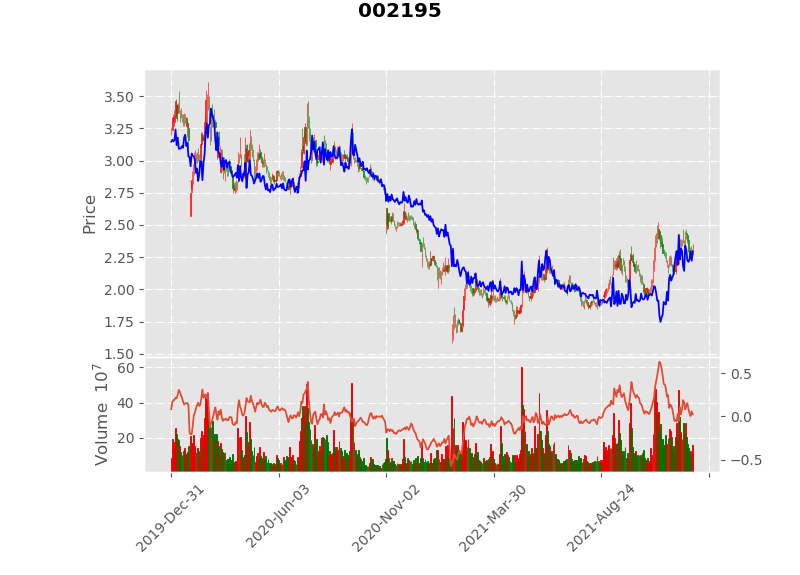 002195
Price
3.50
3.25
3.00
2.75
2.50
2.25
2.00
1.75
1.50
Volume 10^7
60
40
20
0.5
0.0
−0.5
2019-Dec-31
2020-Jun-03
2020-Nov-02
2021-Mar-30
2021-Aug-24